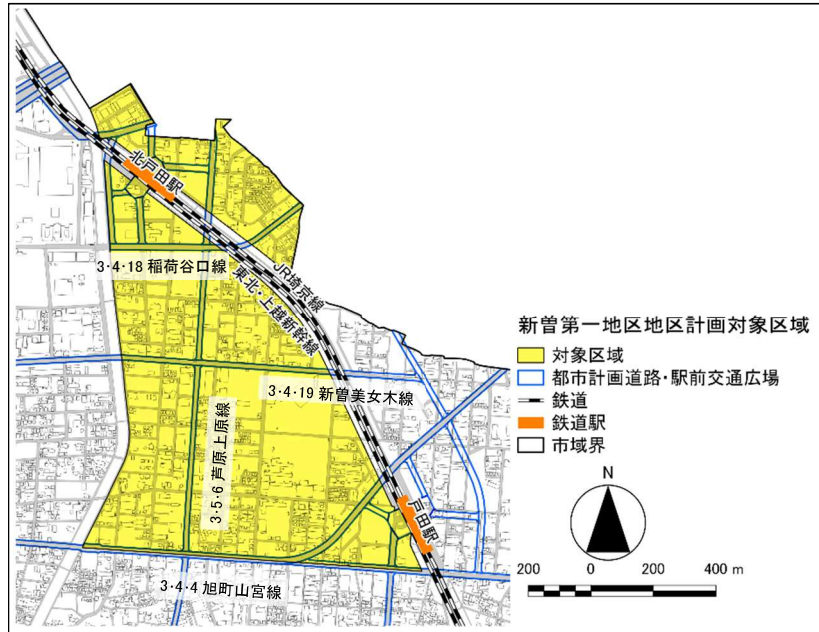 北戸田駅
3・4・18 稲荷谷口線
JR埼京線
東北・上越新幹線
3・4・19 新曽美女木線
3・5・6 芦原上原線
戸田駅
3・4・4 旭町山宮線
新曽第一地区地区計画対象区域
対象区域
都市計画道路・駅前交通広場
鉄道
鉄道駅
市域界
N
200 0 200 400 m